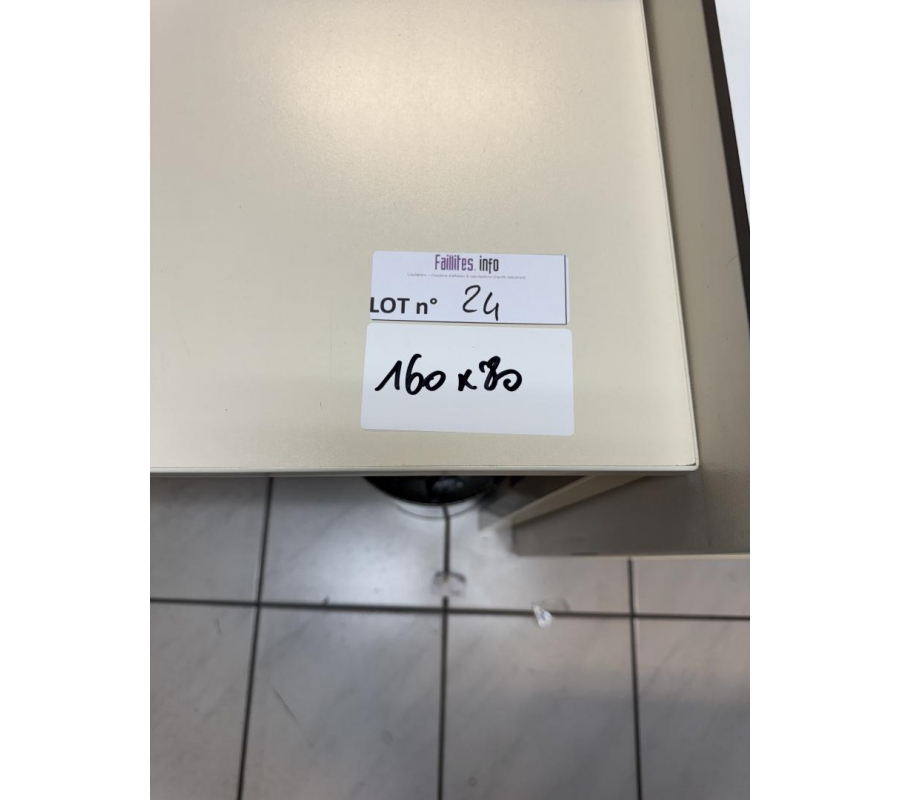 Faillites. info
LOT n° 24
160 x 80